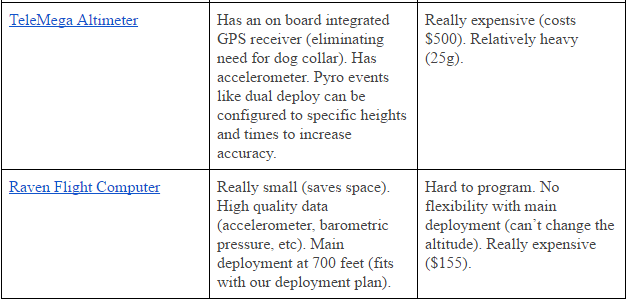 TeleMega Altimeter
Has an on board integrated
GPS receiver (eliminating
need for dog collar). Has
accelerometer. Pyro events
like dual deploy can be
configured to specific heights
and times to increase
accuracy.
Really expensive (costs
$500). Relatively heavy
(25g).
Raven Flight Computer
Really small (saves space).
High quality data
(accelerometer, barometric
pressure, etc). Main
deployment at 700 feet (fits
with our deployment plan).
Hard to program. No
flexibility with main
deployment (can’t change the
altitude). Really expensive
($155).